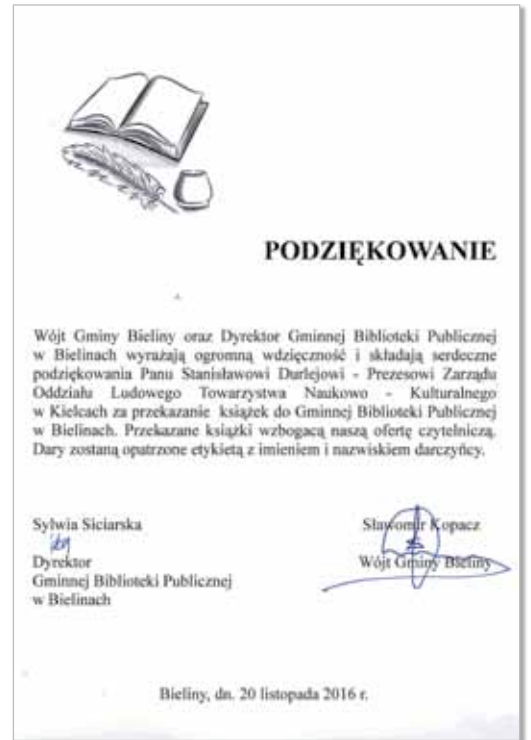 PODZIĘKOWANIE
Wójt Gminy Bieliny oraz Dyrektor Gminnej Biblioteki Publicznej
w Bielinach wyrażają ogromną wdzięczność i składają serdeczne
podziękowania Panu Stanisławowi Durlejowi - Prezesowi Zarządu
Oddziału Ludowego Towarzystwa Naukowo - Kulturalnego
w Kielcach za przekazanie książek do Gminnej Biblioteki Publicznej
w Bielinach. Przekazane książki wzbogacą naszą ofertę czytelniczą.
Dary zostaną opatrzone etykietą z imieniem i nazwiskiem darczyńcy.
Sylwia Siciarska
Dyrektor
Gminnej Biblioteki Publicznej
w Bielinach
Sławomir Kopacz
Wójt Gminy Bieliny
Bieliny, dn. 20 listopada 2016 r.